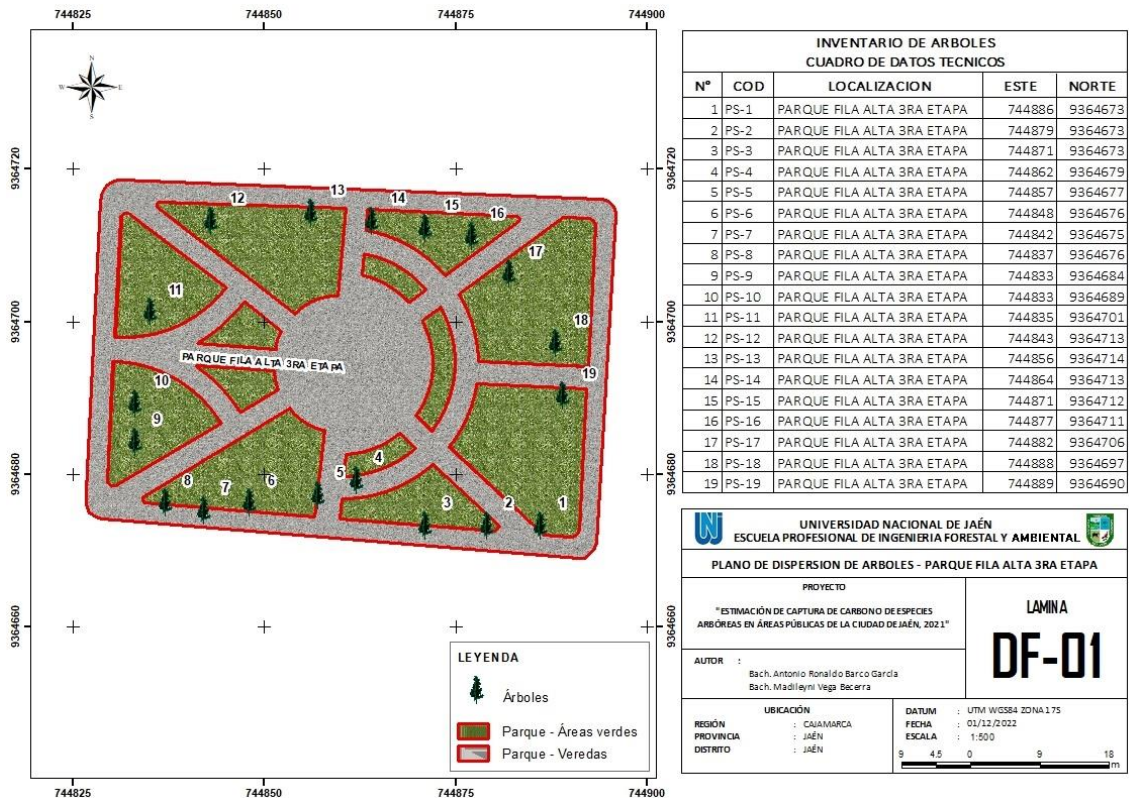 744825 744850 744875 744900
N
W E
S
9364720 9364720
9364700 9364700
9364680 9364680
9364660 9364660
12 13 14 15 16
17
11
18
PARQUE FILA ALTA 3RA ETAPA
19
10
9
8 7 6 5 4
3 2 1
LEYENDA
Árboles
Parque - Áreas verdes
Parque - Veredas
744825 744850 744875 744900
INVENTARIO DE ARBOLES
CUADRO DE DATOS TECNICOS
N° COD LOCALIZACION ESTE NORTE
1 PS-1 PARQUE FILA ALTA 3RA ETAPA 744886 9364673
2 PS-2 PARQUE FILA ALTA 3RA ETAPA 744879 9364673
3 PS-3 PARQUE FILA ALTA 3RA ETAPA 744871 9364673
4 PS-4 PARQUE FILA ALTA 3RA ETAPA 744862 9364679
5 PS-5 PARQUE FILA ALTA 3RA ETAPA 744857 9364677
6 PS-6 PARQUE FILA ALTA 3RA ETAPA 744848 9364676
7 PS-7 PARQUE FILA ALTA 3RA ETAPA 744842 9364675
8 PS-8 PARQUE FILA ALTA 3RA ETAPA 744837 9364676
9 PS-9 PARQUE FILA ALTA 3RA ETAPA 744833 9364684
10 PS-10 PARQUE FILA ALTA 3RA ETAPA 744833 9364689
11 PS-11 PARQUE FILA ALTA 3RA ETAPA 744835 9364701
12 PS-12 PARQUE FILA ALTA 3RA ETAPA 744843 9364713
13 PS-13 PARQUE FILA ALTA 3RA ETAPA 744856 9364714
14 PS-14 PARQUE FILA ALTA 3RA ETAPA 744864 9364713
15 PS-15 PARQUE FILA ALTA 3RA ETAPA 744871 9364712
16 PS-16 PARQUE FILA ALTA 3RA ETAPA 744877 9364711
17 PS-17 PARQUE FILA ALTA 3RA ETAPA 744882 9364706
18 PS-18 PARQUE FILA ALTA 3RA ETAPA 744888 9364697
19 PS-19 PARQUE FILA ALTA 3RA ETAPA 744889 9364690
UNJ
UNIVERSIDAD NACIONAL DE JAÉN
ESCUELA PROFESIONAL DE INGENIERIA FORESTAL Y AMBIENTAL
PLANO DE DISPERSION DE ARBOLES - PARQUE FILA ALTA 3RA ETAPA
PROYECTO
"ESTIMACIÓN DE CAPTURA DE CARBONO DE ESPECIES
ARBÓREAS EN ÁREAS PÚBLICAS DE LA CIUDAD DE JAÉN, 2021"
LAMINA
DF-01
AUTOR :
Bach. Antonio Ronaldo Barco García
Bach. Madileyni Vega Becerra
UBICACIÓN
REGIÓN : CAJAMARCA
PROVINCIA : JAÉN
DISTRITO : JAÉN
DATUM : UTM WGS84 ZONA 17S
FECHA : 01/12/2022
ESCALA : 1:500
9 4.5 0 9 18
m